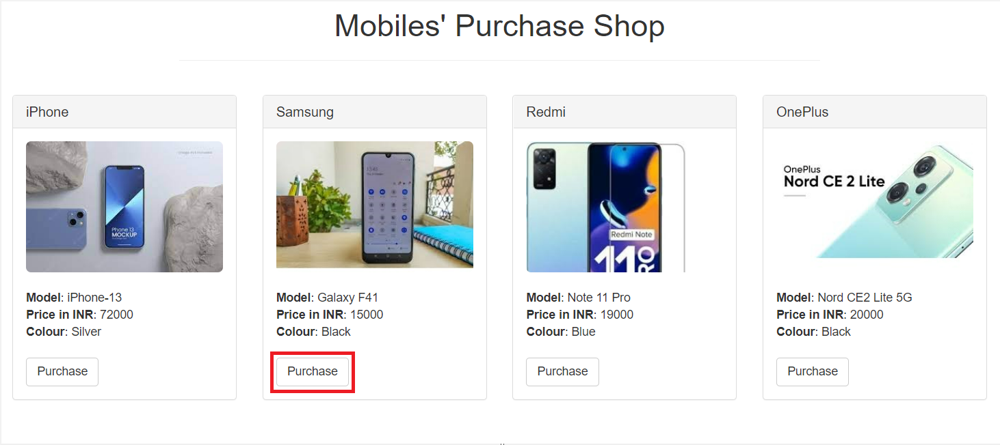 Mobiles' Purchase Shop
iPhone
Phone 13
MOCKUP
Model: iPhone-13
Price in INR: 72000
Colour: Silver
Purchase
Samsung
13:45
Model: Galaxy F41
Price in INR: 15000
Colour: Black
Purchase
Redmi
Redmi Note
11 PRO
Model: Note 11 Pro
Price in INR: 19000
Colour: Blue
Purchase
OnePlus
OnePlus
Nord CE 2 Lite
Model: Nord CE2 Lite 5G
Price in INR: 20000
Colour: Black
Purchase